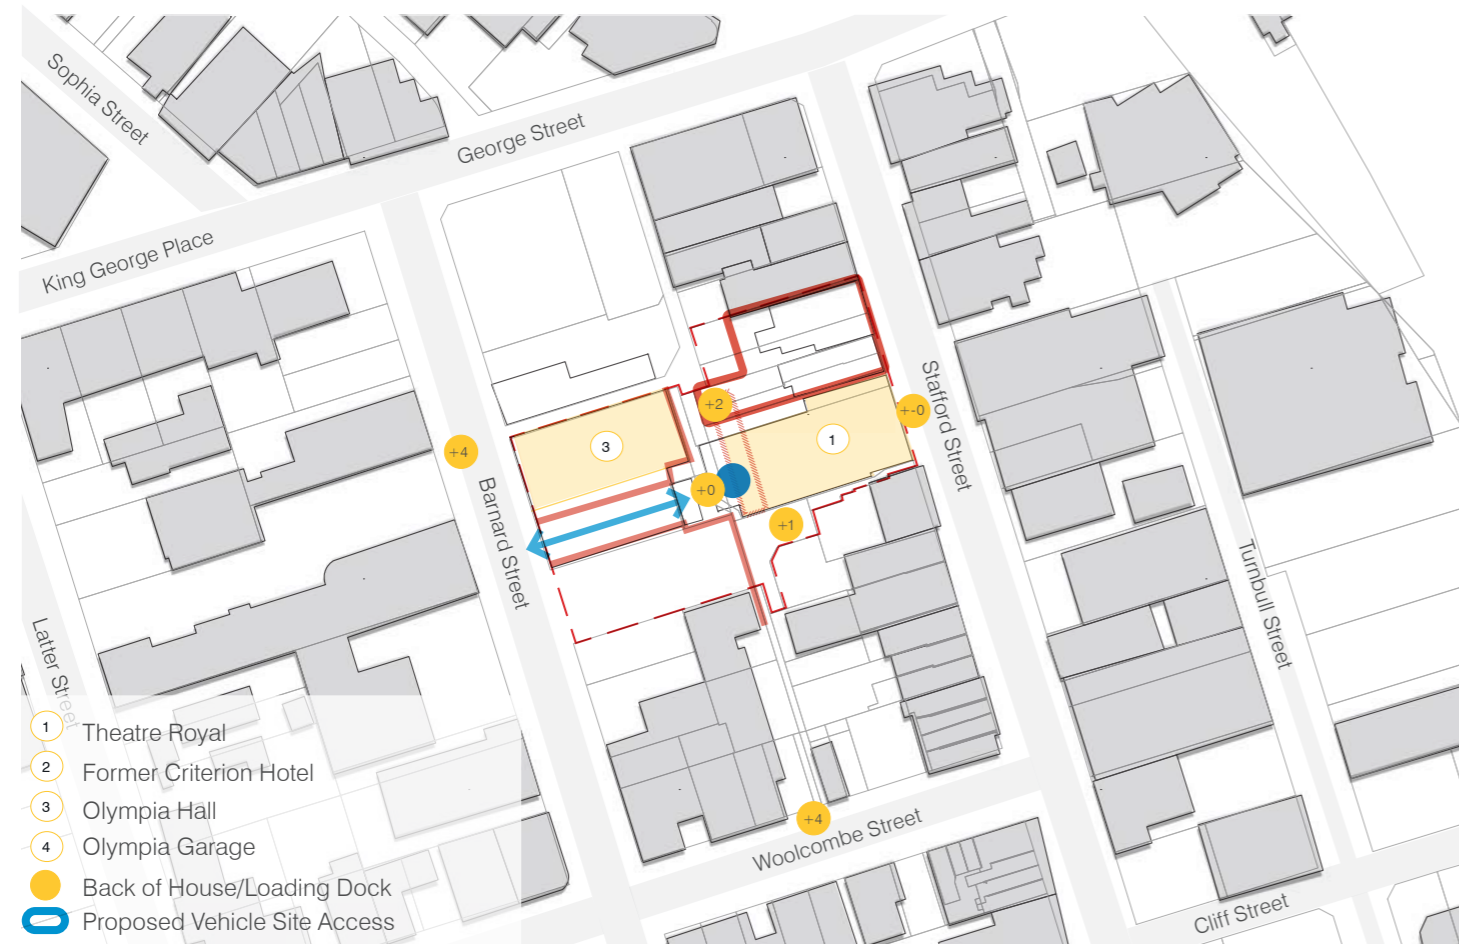 Sophia Street
George Street
King George Place
Stafford Street
+2
+-0
1
3
+4
+0
Barnard Street
+1
Turnbull Street
Latter Street
1 Theatre Royal
2 Former Criterion Hotel
3 Olympia Hall
4 Olympia Garage
+4
Woolcombe Street
Back of House/Loading Dock
Proposed Vehicle Site Access
Cliff Street